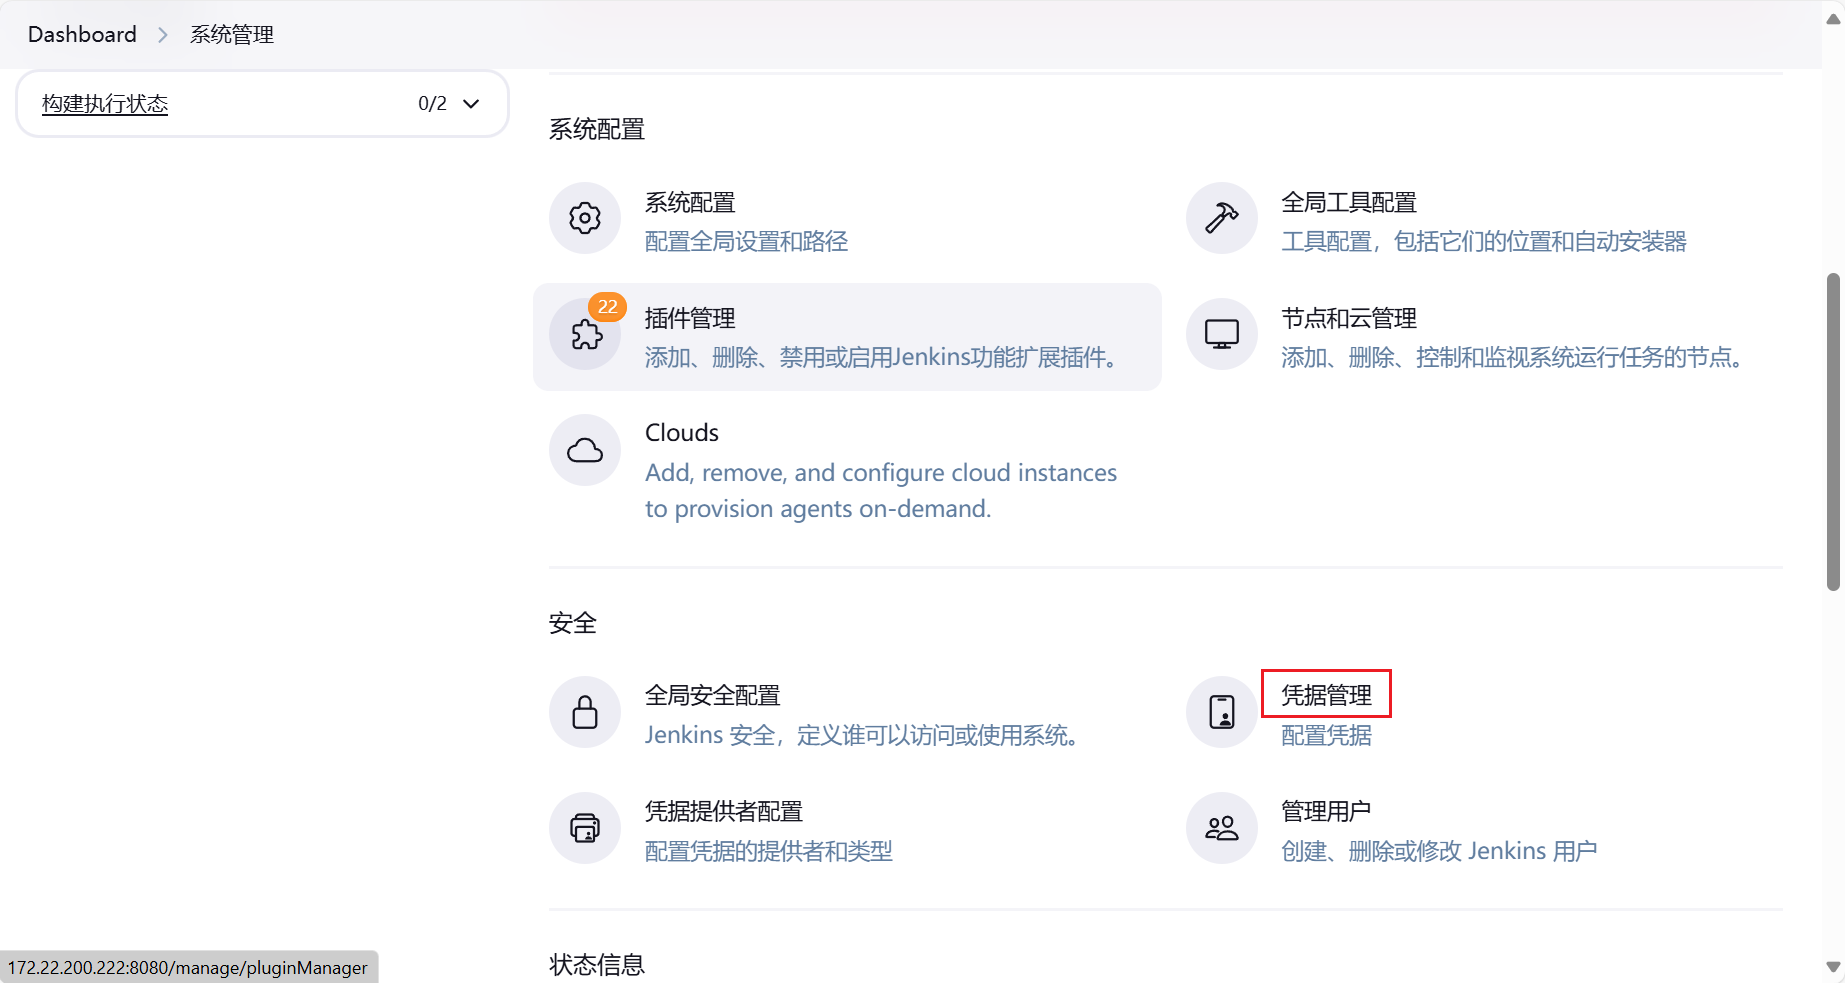 Dashboard > 系统管理
构建执行状态 0/2
系统配置
系统配置
配置全局设置和路径
全局工具配置
工具配置，包括它们的位置和自动安装器
22
插件管理
添加、删除、禁用或启用Jenkins功能扩展插件。
节点和云管理
添加、删除、控制和监视系统运行任务的节点。
Clouds
Add, remove, and configure cloud instances
to provision agents on-demand.
安全
全局安全配置
Jenkins 安全，定义谁可以访问或使用系统。
凭据管理
配置凭据
凭据提供者配置
配置凭据的提供者和类型
管理用户
创建、删除或修改 Jenkins 用户
状态信息
172.22.200.222:8080/manage/pluginManager